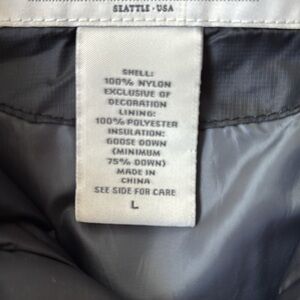 SEATTLE · USA
SHELL:
100% NYLON
EXCLUSIVE OF
DECORATION
LINING:
100% POLYESTER
INSULATION:
GOOSE DOWN
(MINIMUM
75% DOWN)
MADE IN
CHINA
SEE SIDE FOR CARE
L